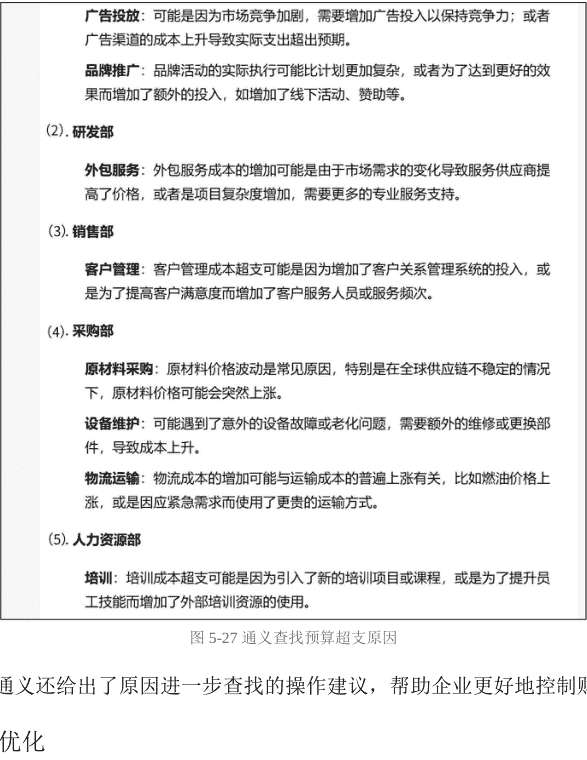 广告投放：可能是因为市场竞争加剧，需要增加广告投入以保持竞争力；或者
广告渠道的成本上升导致实际支出超出预期。
品牌推广：品牌活动的实际执行可能比计划更加复杂，或者为了达到更好的效
果而增加了额外的投入，如增加了线下活动、赞助等。
(2). 研发部
外包服务：外包服务成本的增加可能是由于市场需求的变化导致服务供应商提
高了价格，或者是项目复杂度增加，需要更多的专业服务支持。
(3). 销售部
客户管理：客户管理成本超支可能是因为增加了客户关系管理系统的投入，或
是为了提高客户满意度而增加了客户服务人员或服务频次。
(4). 采购部
原材料采购：原材料价格波动是常见原因，特别是在全球供应链不稳定的情况
下，原材料价格可能会突然上涨。
设备维护：可能遇到了意外的设备故障或老化问题，需要额外的维修或更换部
件，导致成本上升。
物流运输：物流成本的增加可能与运输成本的普遍上涨有关，比如燃油价格上
涨，或是因应紧急需求而使用了更贵的运输方式。
(5). 人力资源部
培训：培训成本超支可能是因为引入了新的培训项目或课程，或是为了提升员
工技能而增加了外部培训资源的使用。
图 5-27 通义查找预算超支原因
通义还给出了原因进一步查找的操作建议，帮助企业更好地控制
优化